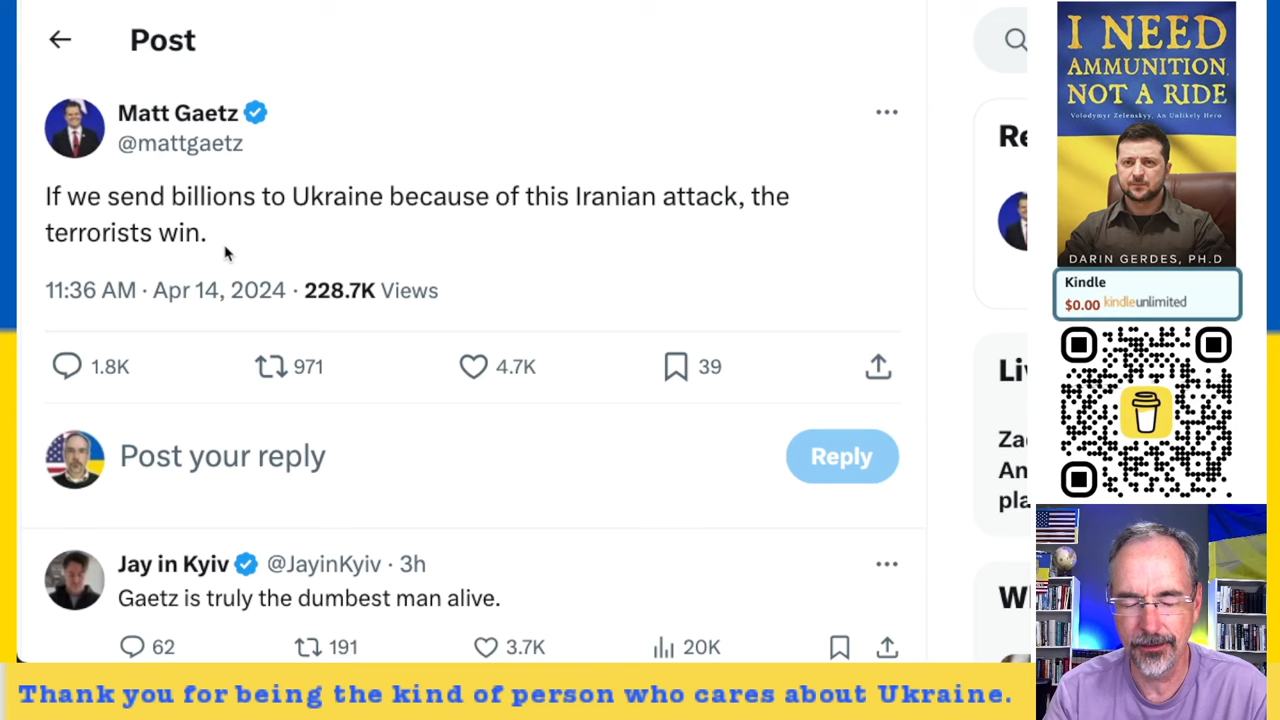 Post
Matt Gaetz
@mattgaetz
If we send billions to Ukraine because of this Iranian attack, the
terrorists win.
11:36 AM · Apr 14, 2024 · 228.7K Views
1.8K
971
4.7K
39
Post your reply
Reply
Jay in Kyiv @JayinKyiv · 3h
Gaetz is truly the dumbest man alive.
62
191
3.7K
20K
Re
Li
Za
An
pla
W
I NEED
AMMUNITION,
NOT A RIDE
Volodymyr Zelenskyy, An Unlikely Hero
DARIN GERDES, PH.D
Kindle
$0.00 kindleunlimited
Thank you for being the kind of person who cares about Ukraine.